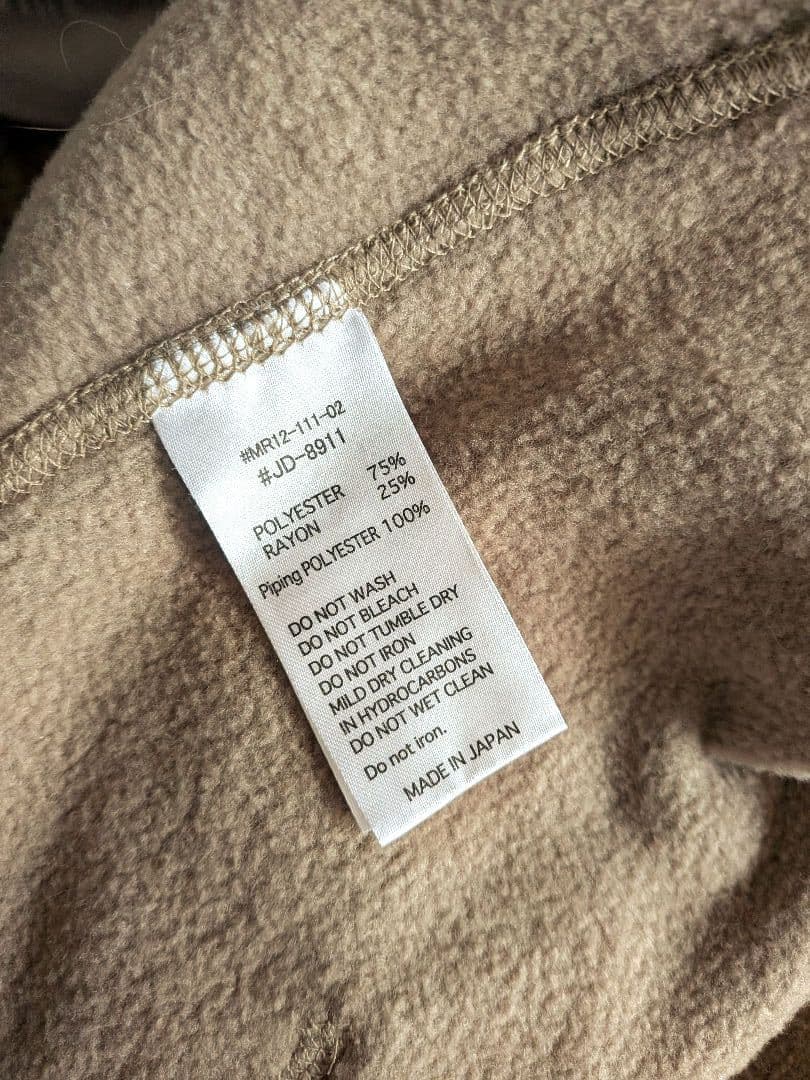 #MR12-111-02
#JD-8911
POLYESTER 75%
RAYON 25%
Piping POLYESTER 100%
DO NOT WASH
DO NOT BLEACH
DO NOT TUMBLE DRY
DO NOT IRON
MILD DRY CLEANING
IN HYDROCARBONS
DO NOT WET CLEAN
Do not iron.
MADE IN JAPAN